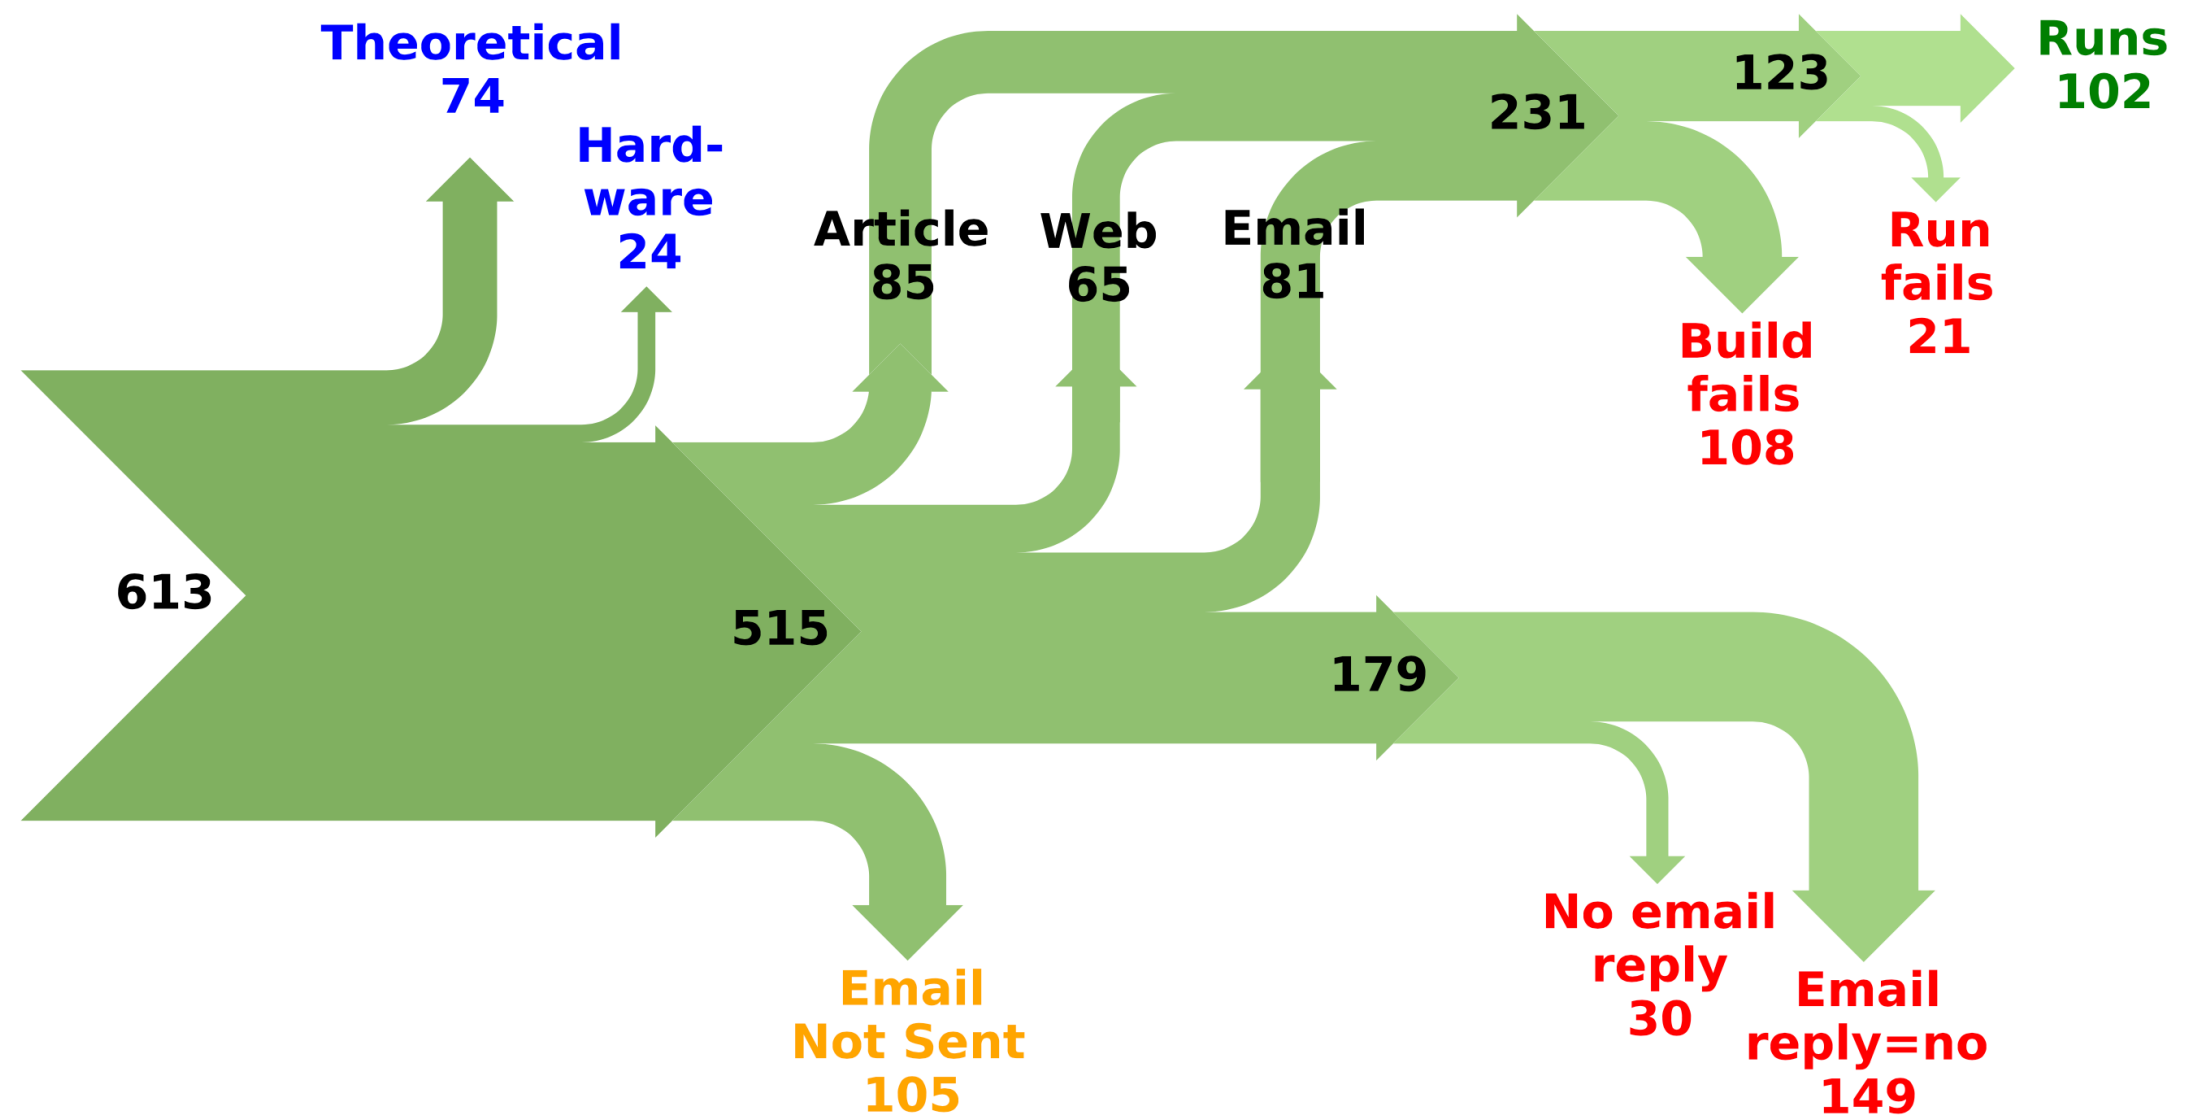 Theoretical
74
Hard-
ware
24
Article
85
Web
65
Email
81
231
123
Runs
102
Run
fails
21
Build
fails
108
613
515
179
No email
reply
30
Email
reply=no
149
Email
Not Sent
105